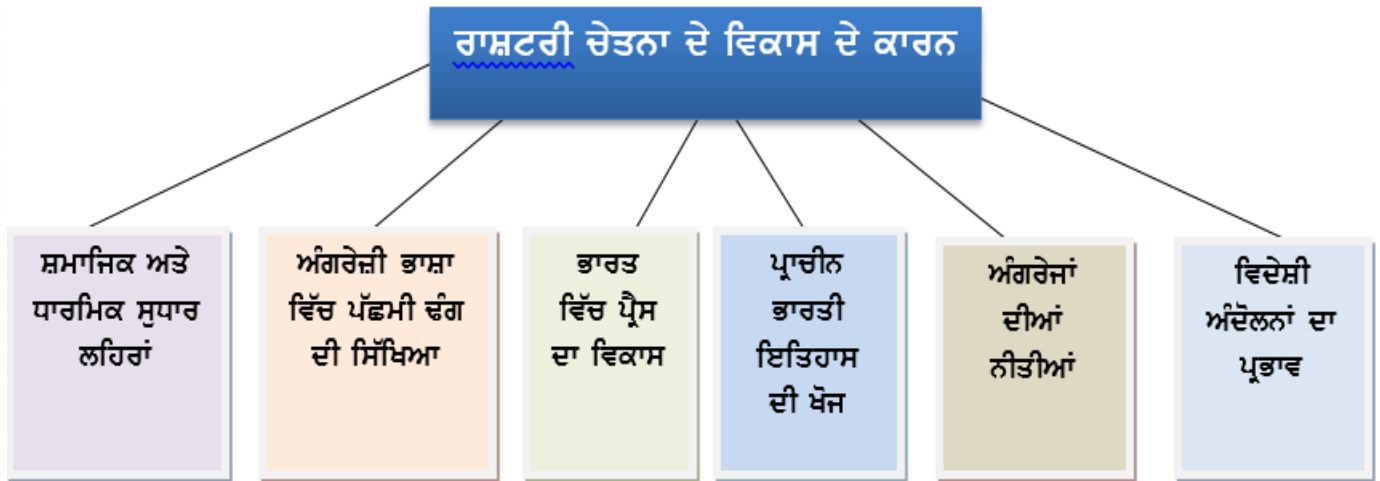 ਰਾਸ਼ਟਰੀ ਚੇਤਨਾ ਦੇ ਵਿਕਾਸ ਦੇ ਕਾਰਨ
ਸ਼ਮਾਜਿਕ ਅਤੇ
ਧਾਰਮਿਕ ਸੁਧਾਰ
ਲਹਿਰਾਂ
ਅੰਗਰੇਜ਼ੀ ਭਾਸ਼ਾ
ਵਿੱਚ ਪੱਛਮੀ ਢੰਗ
ਦੀ ਸਿੱਖਿਆ
ਭਾਰਤ
ਵਿੱਚ ਪ੍ਰੈਸ
ਦਾ ਵਿਕਾਸ
ਪ੍ਰਾਚੀਨ
ਭਾਰਤੀ
ਇਤਿਹਾਸ
ਦੀ ਖੋਜ
ਅੰਗਰੇਜਾਂ
ਦੀਆਂ
ਨੀਤੀਆਂ
ਵਿਦੇਸ਼ੀ
ਅੰਦੋਲਨਾਂ ਦਾ
ਪ੍ਰਭਾਵ